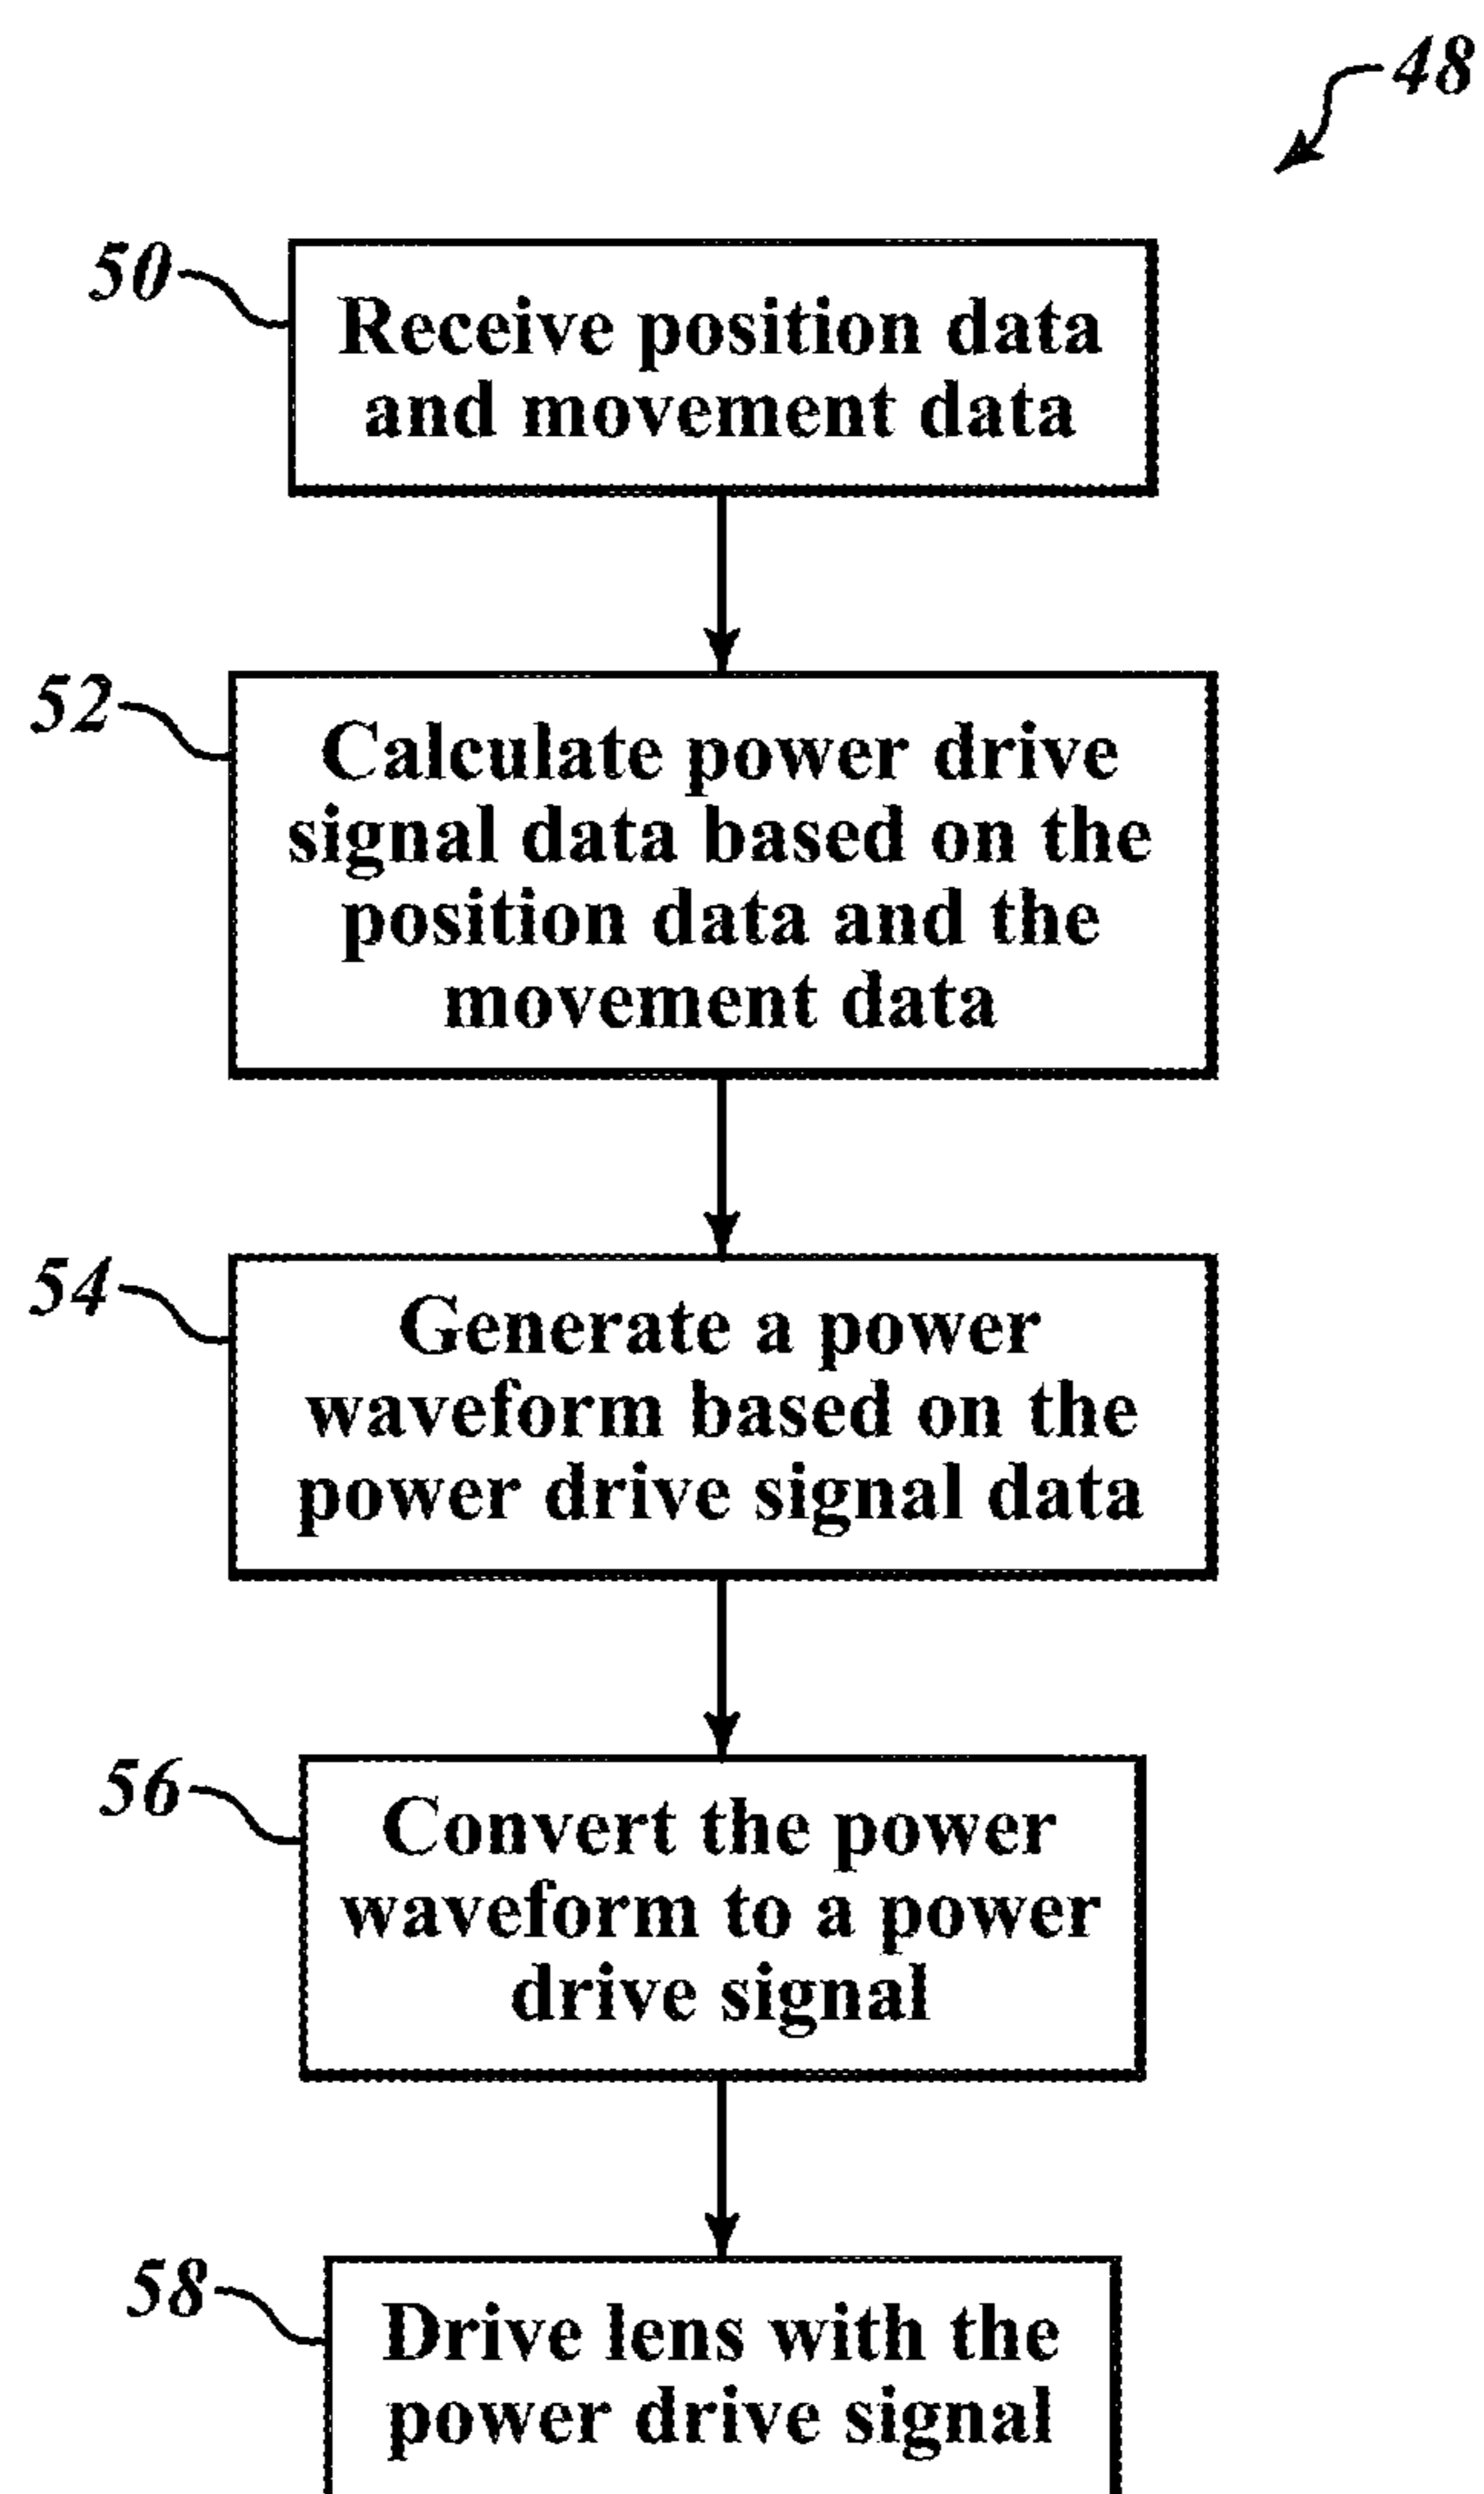 48
50
Receive position data
and movement data
52
Calculate power drive
signal data based on the
position data and the
movement data
54
Generate a power
waveform based on the
power drive signal data
56
Convert the power
waveform to a power
drive signal
58
Drive lens with the
power drive signal